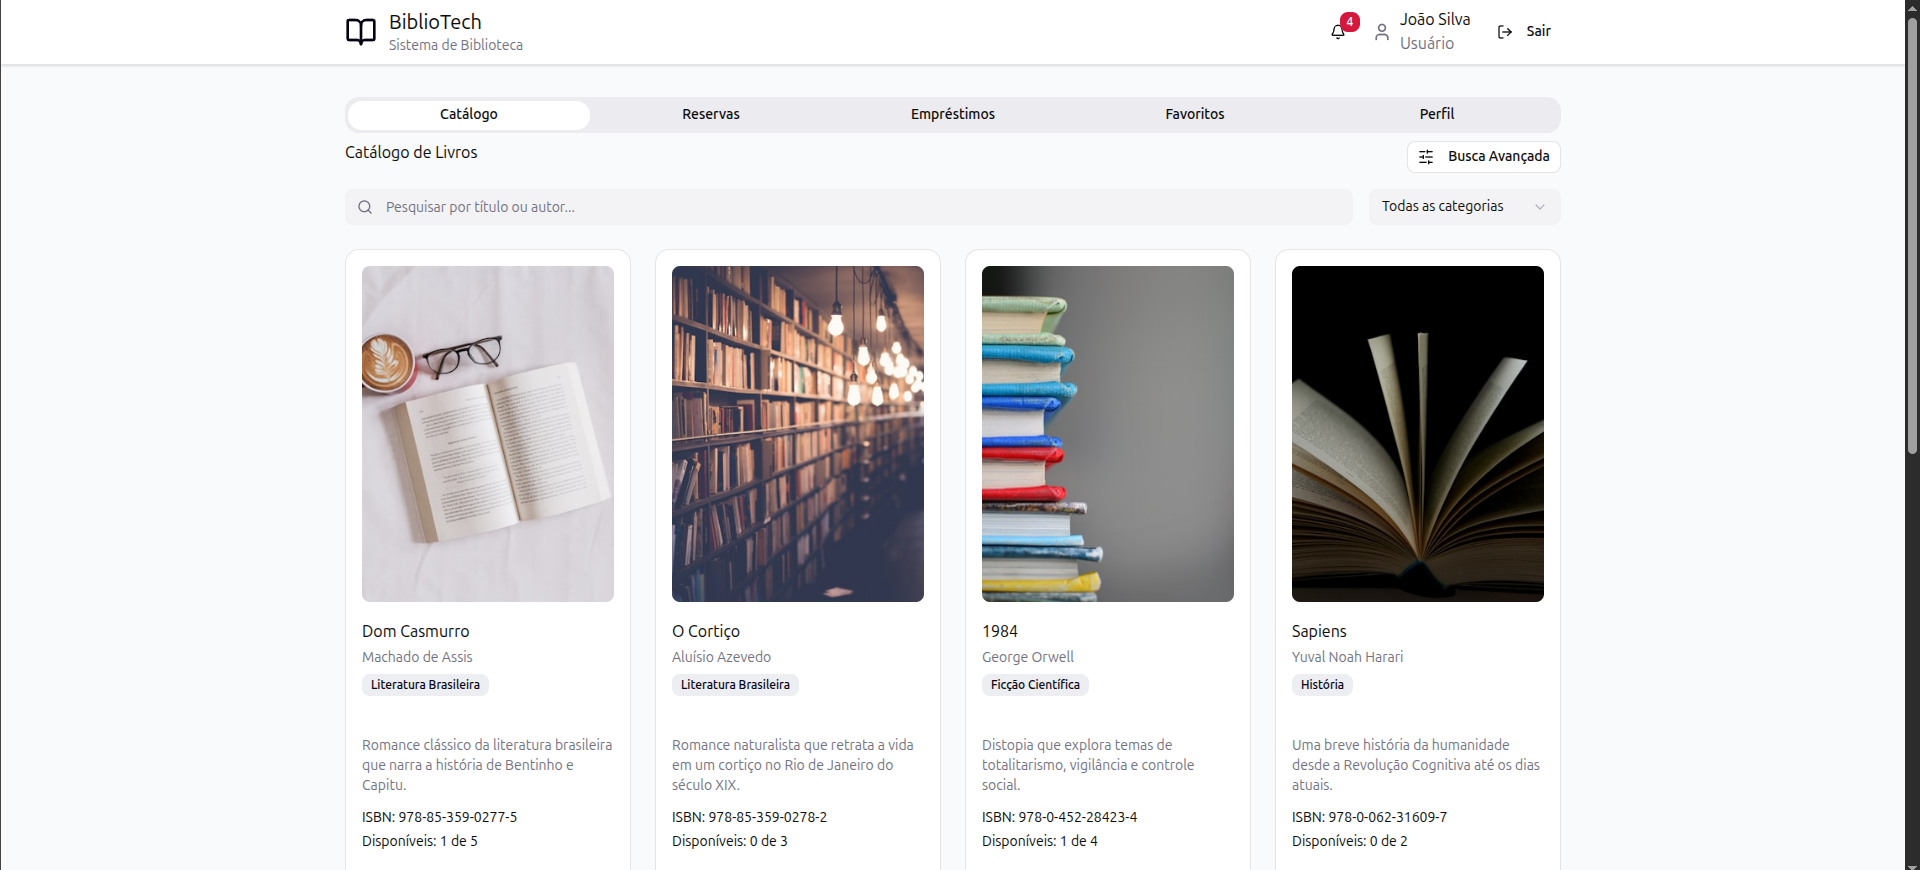 BiblioTech
Sistema de Biblioteca
4
João Silva
Usuário
Sair
Catálogo
Reservas
Empréstimos
Favoritos
Perfil
Catálogo de Livros
Busca Avançada
Pesquisar por título ou autor...
Todas as categorias
Dom Casmurro
Machado de Assis
Literatura Brasileira
Romance clássico da literatura brasileira
que narra a história de Bentinho e
Capitu.
ISBN: 978-85-359-0277-5
Disponíveis: 1 de 5
O Cortiço
Aluísio Azevedo
Literatura Brasileira
Romance naturalista que retrata a vida
em um cortiço no Rio de Janeiro do
século XIX.
ISBN: 978-85-359-0278-2
Disponíveis: 0 de 3
1984
George Orwell
Ficção Científica
Distopia que explora temas de
totalitarismo, vigilância e controle
social.
ISBN: 978-0-452-28423-4
Disponíveis: 1 de 4
Sapiens
Yuval Noah Harari
História
Uma breve história da humanidade
desde a Revolução Cognitiva até os dias
atuais.
ISBN: 978-0-062-31609-7
Disponíveis: 0 de 2